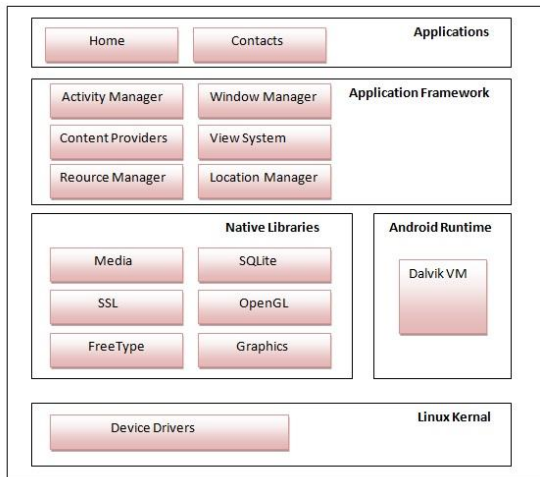 Applications
Home
Contacts
Application Framework
Activity Manager
Window Manager
Content Providers
View System
Reource Manager
Location Manager
Native Libraries
Media
SQLite
SSL
OpenGL
FreeType
Graphics
Android Runtime
Dalvik VM
Linux Kernal
Device Drivers